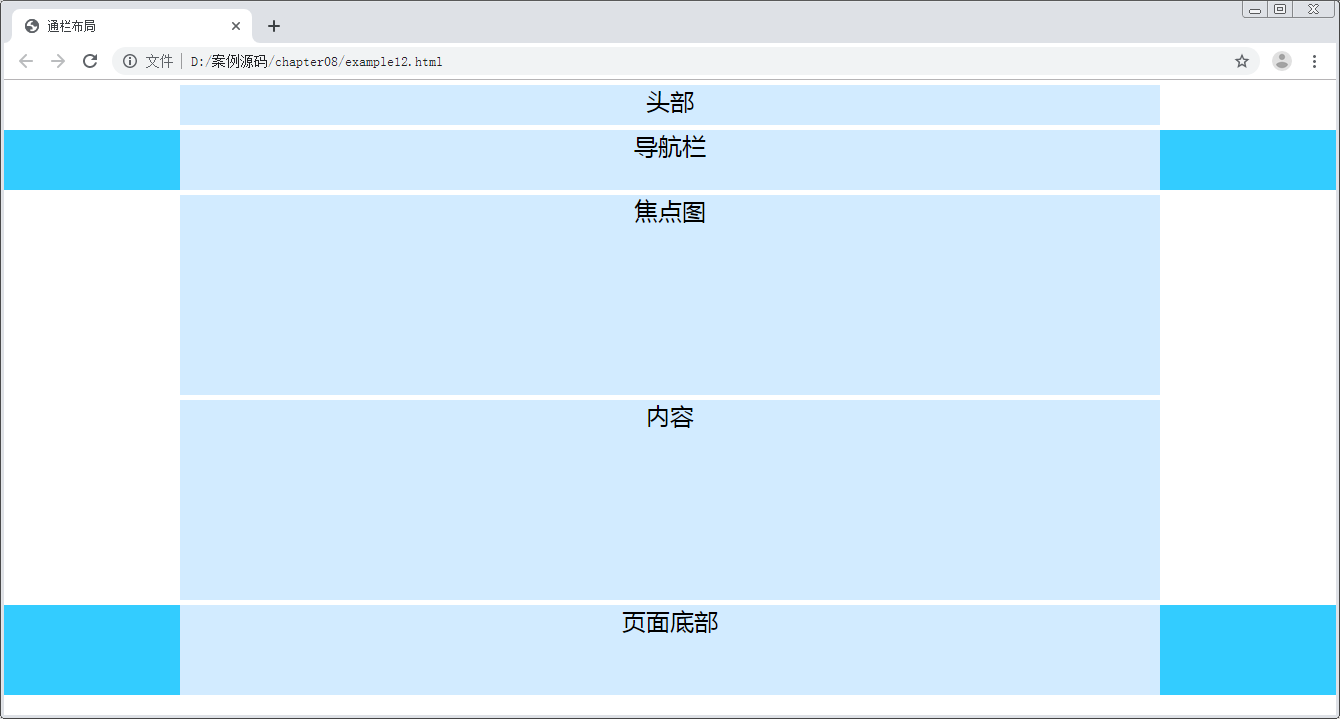 通栏布局
文件 | D:/案例源码/chapter08/example12.html
头部
导航栏
焦点图
内容
页面底部